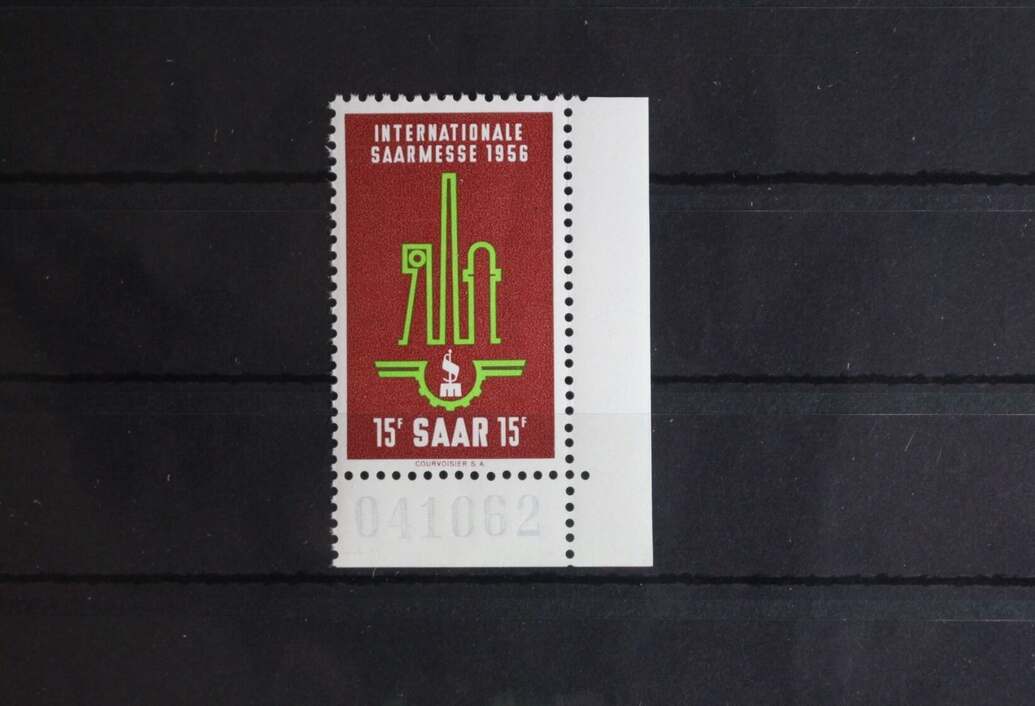 INTERNATIONALE
SAARMESSE 1956
15F SAAR 15F
COURVOISIER S.A.
041062